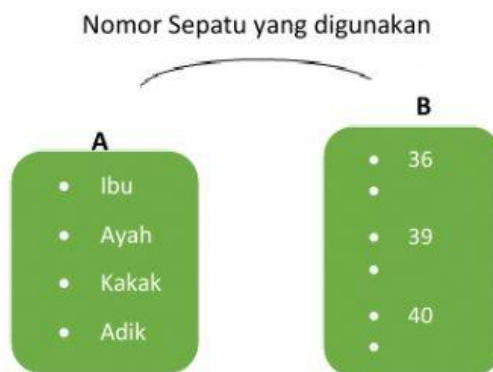 Nomor Sepatu yang digunakan
A
• Ibu
• Ayah
• Kakak
• Adik
B
• 36
•
• 39
•
• 40
•